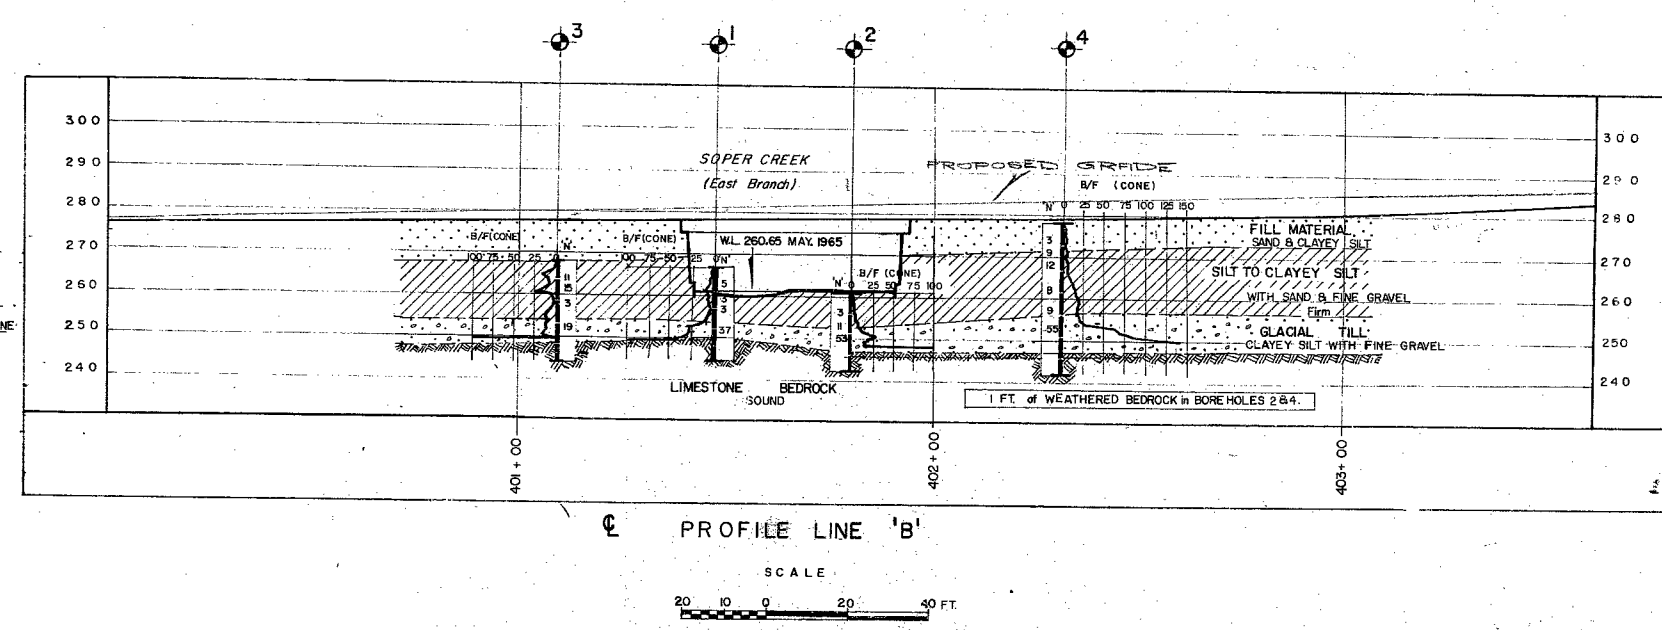 3 1 2 4
300 300
290 290
280 280
270 270
260 260
250 250
240 240
SOPER CREEK
(East Branch)
PROPOSED GRADE
B/F (CONE)
'N' 0 25 50 75 100 125 150
B/F (CONE)
'N'
100 75 50 25 0
B/F (CONE)
100 75 50 25 0 'N'
W.L. 260.65 MAY. 1965
B/F (CONE)
'N' 0 25 50 75 100
FILL MATERIAL
SAND & CLAYEY SILT
SILT TO CLAYEY SILT
WITH SAND & FINE GRAVEL
Firm
GLACIAL TILL
CLAYEY SILT WITH FINE GRAVEL
11
15
3
19
5
3
3
37
3
11
53
3
9
12
8
9
55
LIMESTONE BEDROCK
SOUND
1 FT. of WEATHERED BEDROCK in BOREHOLES 2 & 4.
NE
401 + 00
402 + 00
403 + 00
℄ PROFILE LINE 'B'
SCALE
20 10 0 20 40 FT.